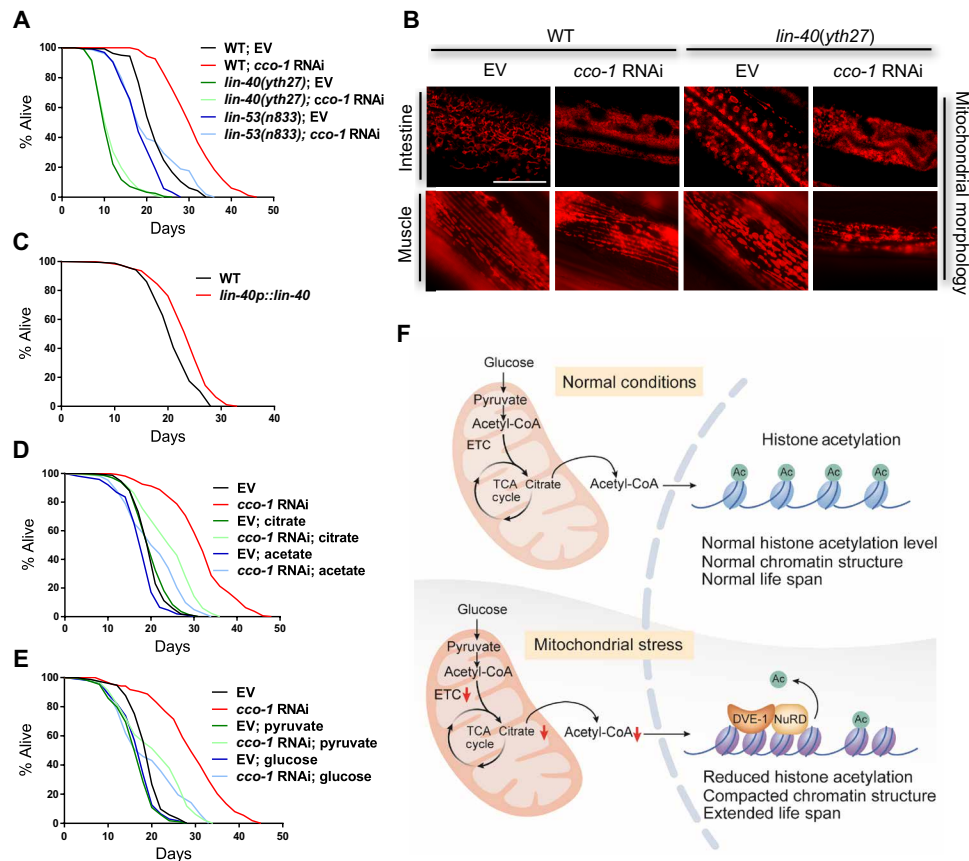 A
% Alive
100
80
60
40
20
0
0 10 20 30 40 50
Days
WT; EV
WT; cco-1 RNAi
lin-40(yth27); EV
lin-40(yth27); cco-1 RNAi
lin-53(n833); EV
lin-53(n833); cco-1 RNAi
B
WT lin-40(yth27)
EV cco-1 RNAi EV cco-1 RNAi
Intestine
Muscle
Mitochondrial morphology
C
% Alive
100
80
60
40
20
0
0 10 20 30 40
Days
WT
lin-40p::lin-40
D
% Alive
100
80
60
40
20
0
0 10 20 30 40 50
Days
EV
cco-1 RNAi
EV; citrate
cco-1 RNAi; citrate
EV; acetate
cco-1 RNAi; acetate
E
% Alive
100
80
60
40
20
0
0 10 20 30 40 50
Days
EV
cco-1 RNAi
EV; pyruvate
cco-1 RNAi; pyruvate
EV; glucose
cco-1 RNAi; glucose
F
Normal conditions
Glucose
Pyruvate
Acetyl-CoA
ETC
TCA
cycle
Citrate
Acetyl-CoA
Histone acetylation
Ac Ac Ac Ac
Normal histone acetylation level
Normal chromatin structure
Normal life span
Mitochondrial stress
Glucose
Pyruvate
Acetyl-CoA
ETC
TCA
cycle
Citrate
Acetyl-CoA
Ac
DVE-1 NuRD
Ac
Reduced histone acetylation
Compacted chromatin structure
Extended life span